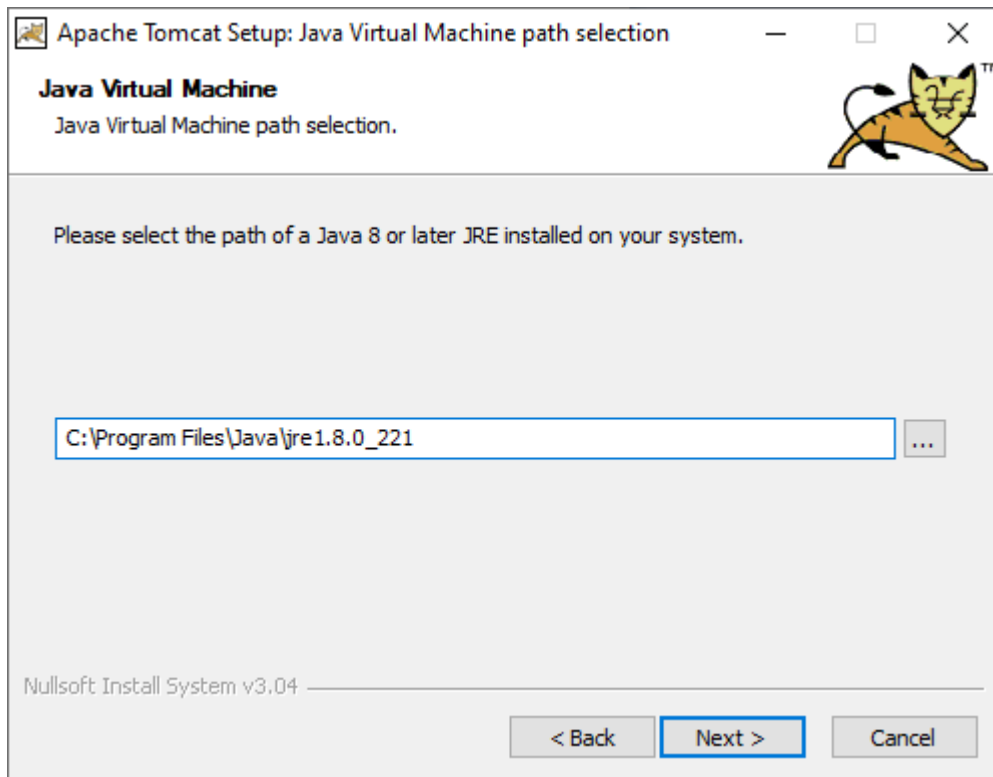 Apache Tomcat Setup: Java Virtual Machine path selection
Java Virtual Machine
Java Virtual Machine path selection.
TM
Please select the path of a Java 8 or later JRE installed on your system.
C:\Program Files\Java\jre1.8.0_221
...
Nullsoft Install System v3.04
< Back
Next >
Cancel